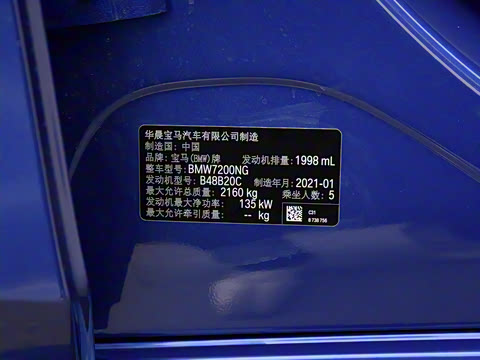 华晨宝马汽车有限公司制造
制造国: 中国
品牌: 宝马(BMW)牌 发动机排量: 1998 mL
整车型号: BMW7200NG
发动机型号: B48B20C 制造年月: 2021-01
最大允许总质量: 2160 kg 乘坐人数: 5
发动机最大净功率: 135 kW
最大允许牵引质量: -- kg
C31
8 738 756